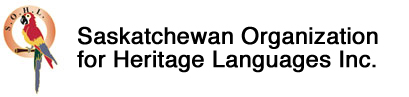 S.O.H.L.
Saskatchewan Organization
for Heritage Languages Inc.